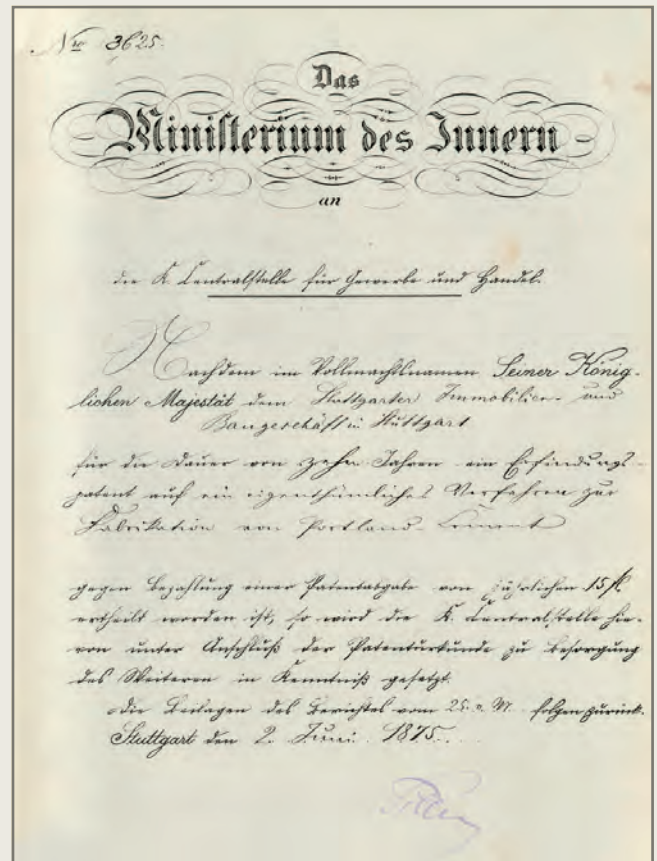 No 3625.
Das
Ministerium des Innern
an
die K. Centralstelle für Gewerbe und Handel.
Nachdem im Vollmachtsnamen Seiner König-
lichen Majestät dem Stuttgarter Immobilien- und
Baugeschäft in Stuttgart
für die Dauer von zehn Jahren ein Erfindungs-
patent auf ein eigenthümliches Verfahren zur
Fabrikation von Portland-Cement
gegen Bezahlung einer Patentabgabe von jährlichen 15
ertheilt worden ist, so wird die K. Centralstelle hie-
von unter Anschluß der Patenturkunde zu Besorgung
des Weiteren in Kenntniß gesetzt.
Die Beilagen des Berichtes vom 25. v. M. folgen zurück.
Stuttgart den 2. Juni 1875.